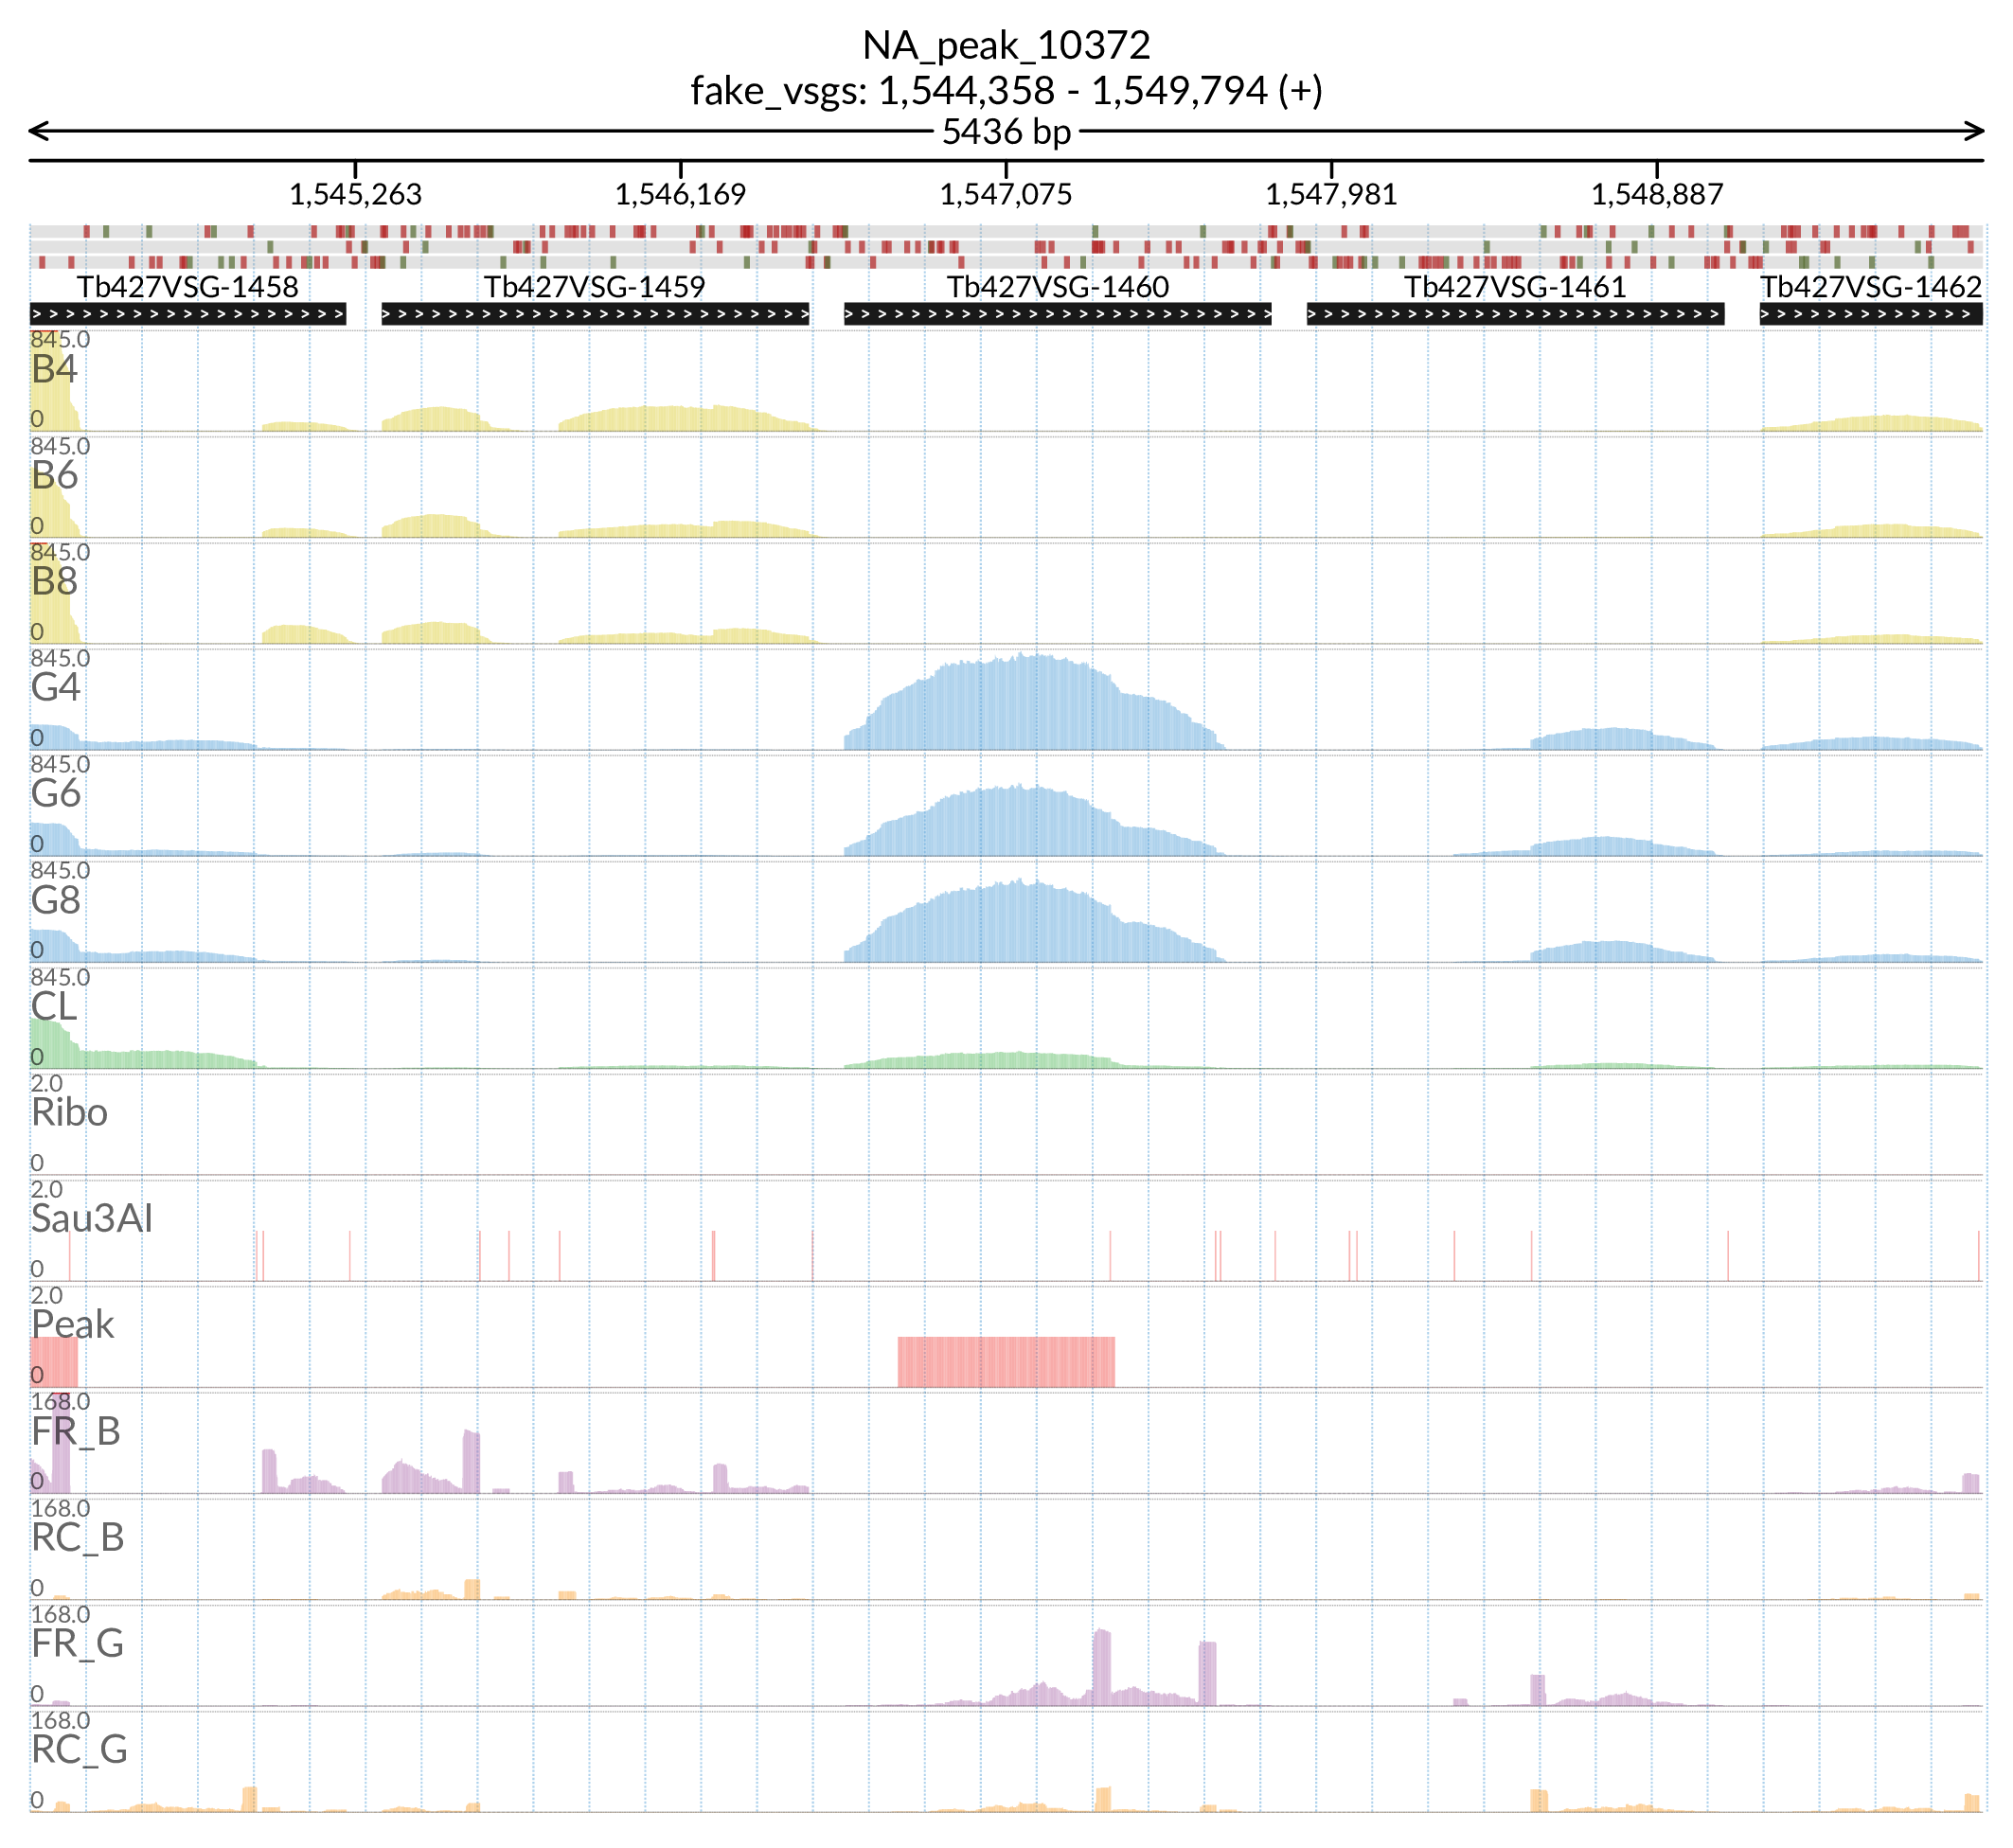 NA_peak_10372
fake_vsgs: 1,544,358 - 1,549,794 (+)
5436 bp
1,545,263 1,546,169 1,547,075 1,547,981 1,548,887
Tb427VSG-1458 Tb427VSG-1459 Tb427VSG-1460 Tb427VSG-1461 Tb427VSG-1462
845.0
B4
0
845.0
B6
0
845.0
B8
0
845.0
G4
0
845.0
G6
0
845.0
G8
0
845.0
CL
0
2.0
Ribo
0
2.0
Sau3AI
0
2.0
Peak
0
168.0
FR_B
0
168.0
RC_B
0
168.0
FR_G
0
168.0
RC_G
0